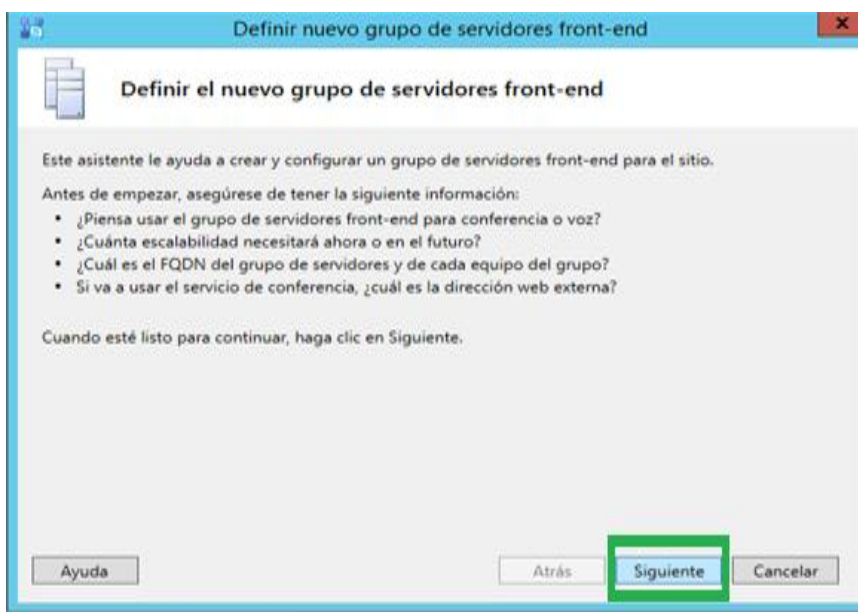 Definir nuevo grupo de servidores front-end
x
Definir el nuevo grupo de servidores front-end
Este asistente le ayuda a crear y configurar un grupo de servidores front-end para el sitio.
Antes de empezar, asegúrese de tener la siguiente información:
• ¿Piensa usar el grupo de servidores front-end para conferencia o voz?
• ¿Cuánta escalabilidad necesitará ahora o en el futuro?
• ¿Cuál es el FQDN del grupo de servidores y de cada equipo del grupo?
• Si va a usar el servicio de conferencia, ¿cuál es la dirección web externa?
Cuando esté listo para continuar, haga clic en Siguiente.
Ayuda Atrás Siguiente Cancelar